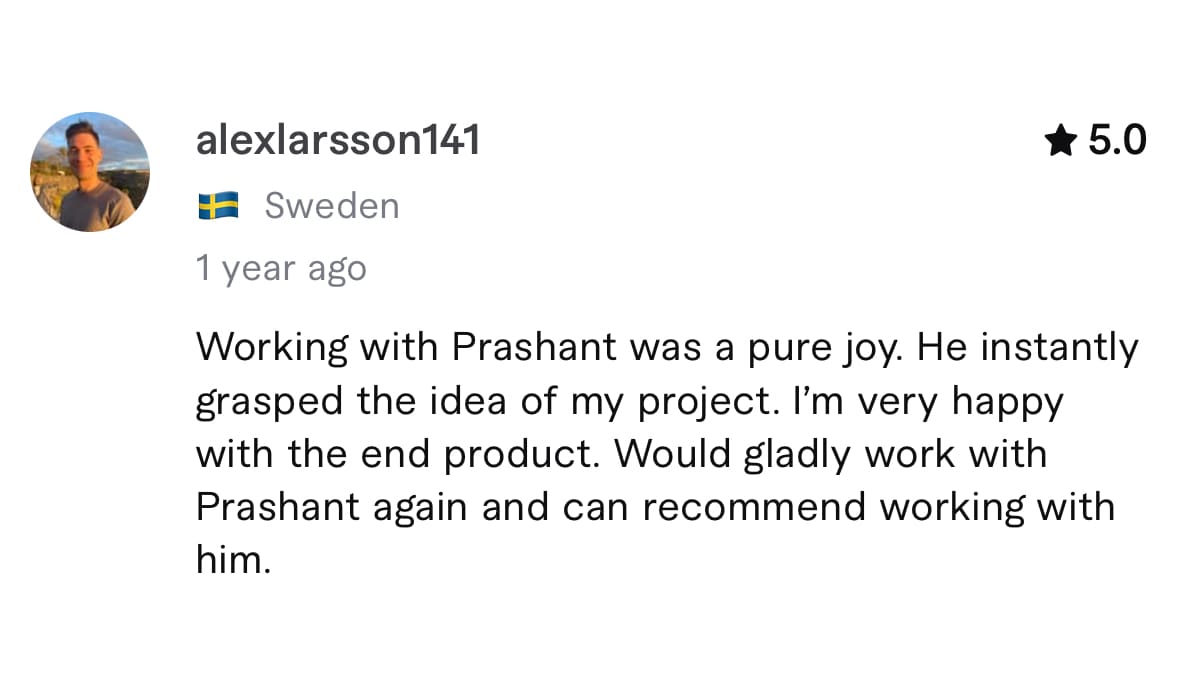 alexlarsson141
★ 5.0
🇸🇪 Sweden
1 year ago
Working with Prashant was a pure joy. He instantly
grasped the idea of my project. I’m very happy
with the end product. Would gladly work with
Prashant again and can recommend working with
him.